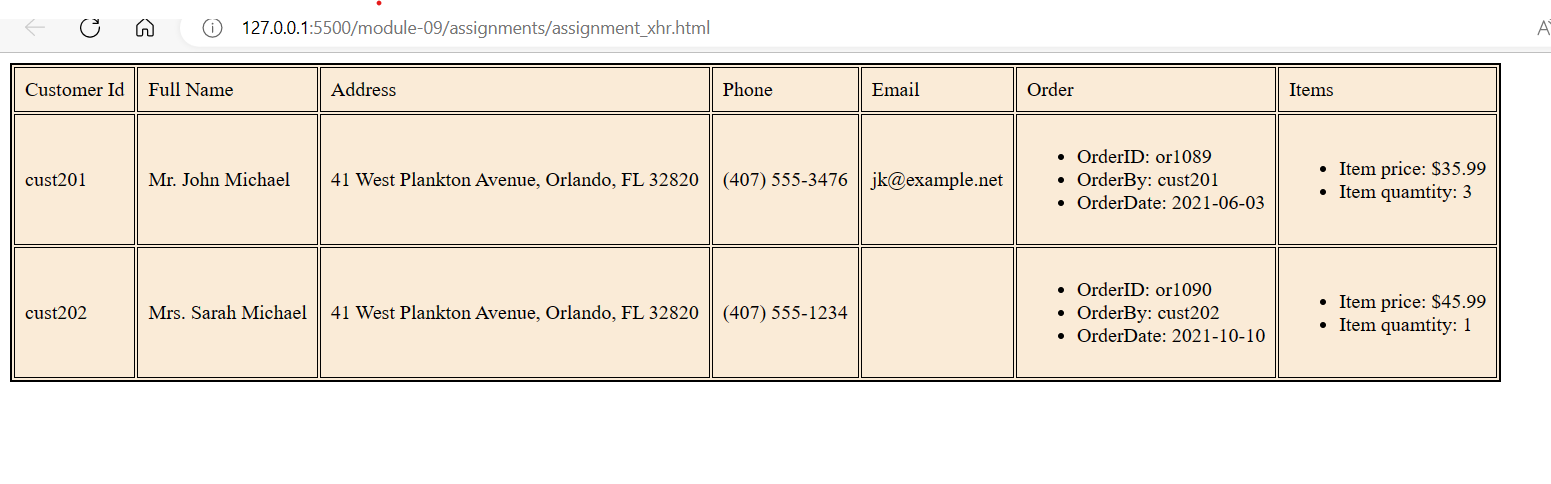 127.0.0.1:5500/module-09/assignments/assignment_xhr.html
Customer Id Full Name Address Phone Email Order Items
cust201 Mr. John Michael 41 West Plankton Avenue, Orlando, FL 32820 (407) 555-3476 jk@example.net
OrderID: or1089
OrderBy: cust201
OrderDate: 2021-06-03
Item price: $35.99
Item quamtity: 3
cust202 Mrs. Sarah Michael 41 West Plankton Avenue, Orlando, FL 32820 (407) 555-1234
OrderID: or1090
OrderBy: cust202
OrderDate: 2021-10-10
Item price: $45.99
Item quamtity: 1